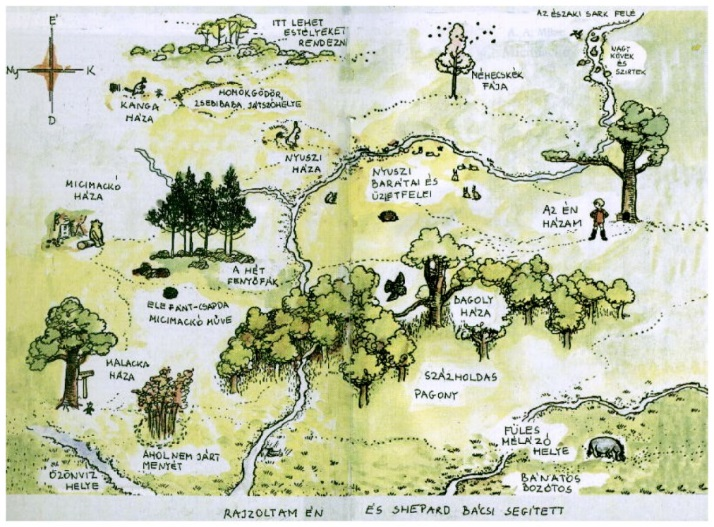 É
Ny
K
D
ITT LEHET
ESTÉLYEKET
RENDEZNI
AZ ÉSZAKI SARK FELÉ
NAGY
KÖVEK
ÉS
SZIRTEK
KANGA
HÁZA
HOMOKGÖDÖR,
ZSEBIBABA JÁTSZÓHELYE
MÉHECSKÉK
FÁJA
NYUSZI
HÁZA
NYUSZI
BARÁTAI ÉS
ÜZLETFELEI
MICIMACKÓ
HÁZA
AZ ÉN
HÁZAM
A HÉT
FENYŐFÁK
ELEFÁNT-CSAPDA
MICIMACKÓ MŰVE
BAGOLY
HÁZA
MALACKA
HÁZA
SZÁZHOLDAS
PAGONY
FÜLES
MÉLÁZÓ
HELYE
AHOL NEM JÁRT
MENYÉT
ÖZÖNVÍZ
HELYE
BÁNATOS
BOZÓTOS
RAJZOLTAM ÉN ÉS SHEPARD BÁCSI SEGÍTETT